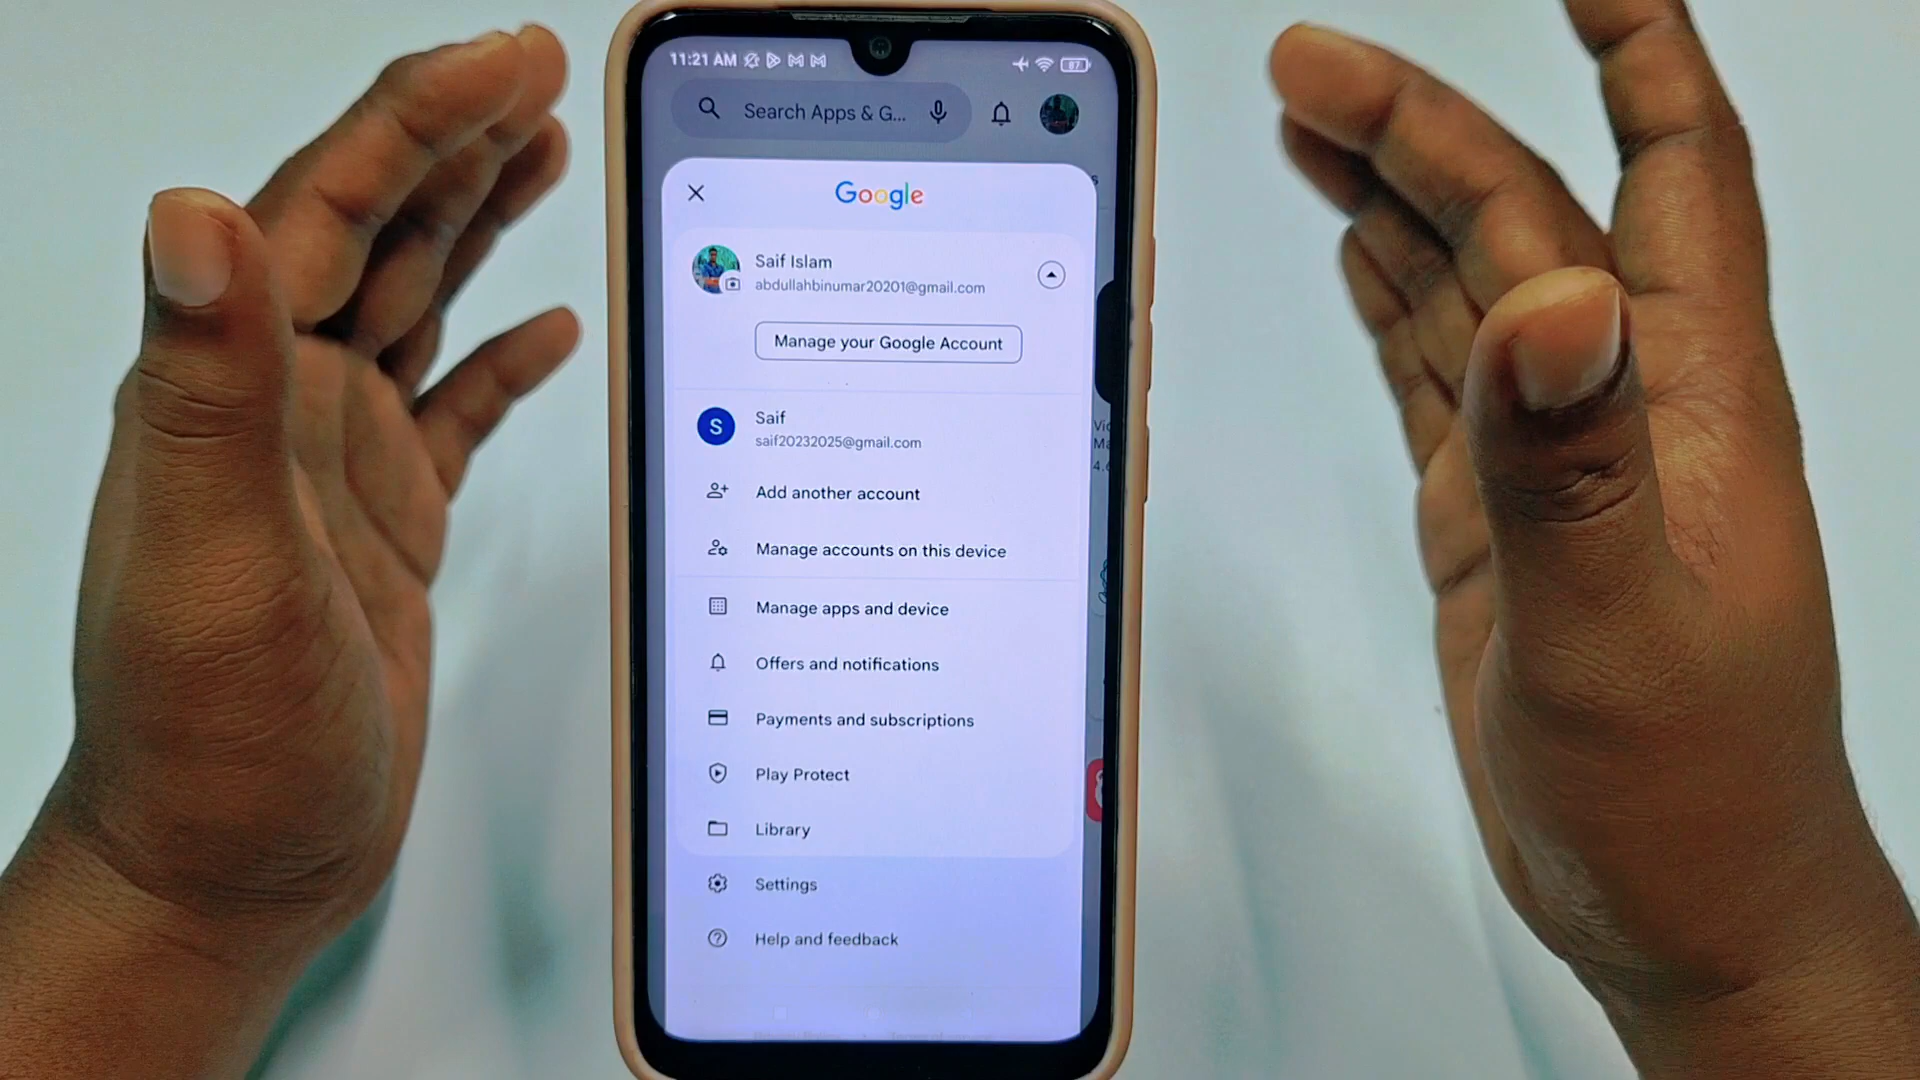 11:21 AM
87
Search Apps & G...
s
Google
Saif Islam
abdullahbinumar20201@gmail.com
Manage your Google Account
S
Saif
saif20232025@gmail.com
Add another account
Manage accounts on this device
Manage apps and device
Offers and notifications
Payments and subscriptions
Play Protect
Library
Settings
Help and feedback